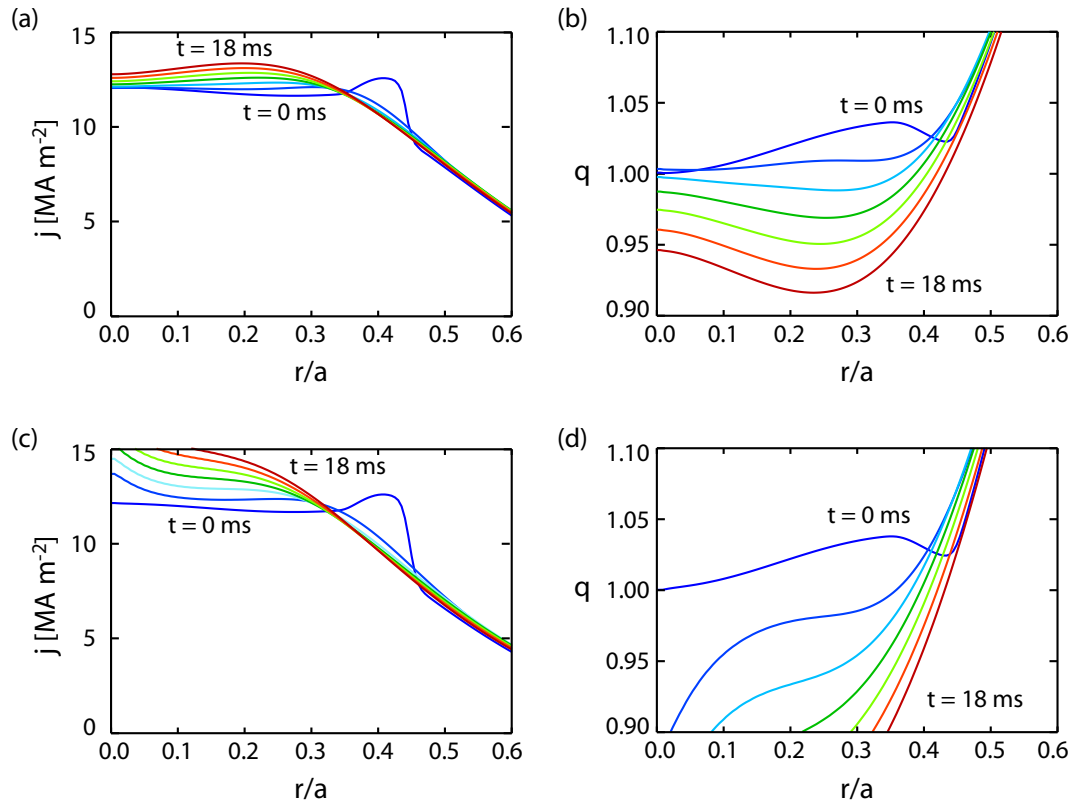 (a)
j [MA m-2]
15
10
5
0
t = 18 ms
t = 0 ms
0.0 0.1 0.2 0.3 0.4 0.5 0.6
r/a
(b)
q
1.10
1.05
1.00
0.95
0.90
t = 0 ms
t = 18 ms
0.0 0.1 0.2 0.3 0.4 0.5 0.6
r/a
(c)
j [MA m-2]
15
10
5
0
t = 18 ms
t = 0 ms
0.0 0.1 0.2 0.3 0.4 0.5 0.6
r/a
(d)
q
1.10
1.05
1.00
0.95
0.90
t = 0 ms
t = 18 ms
0.0 0.1 0.2 0.3 0.4 0.5 0.6
r/a